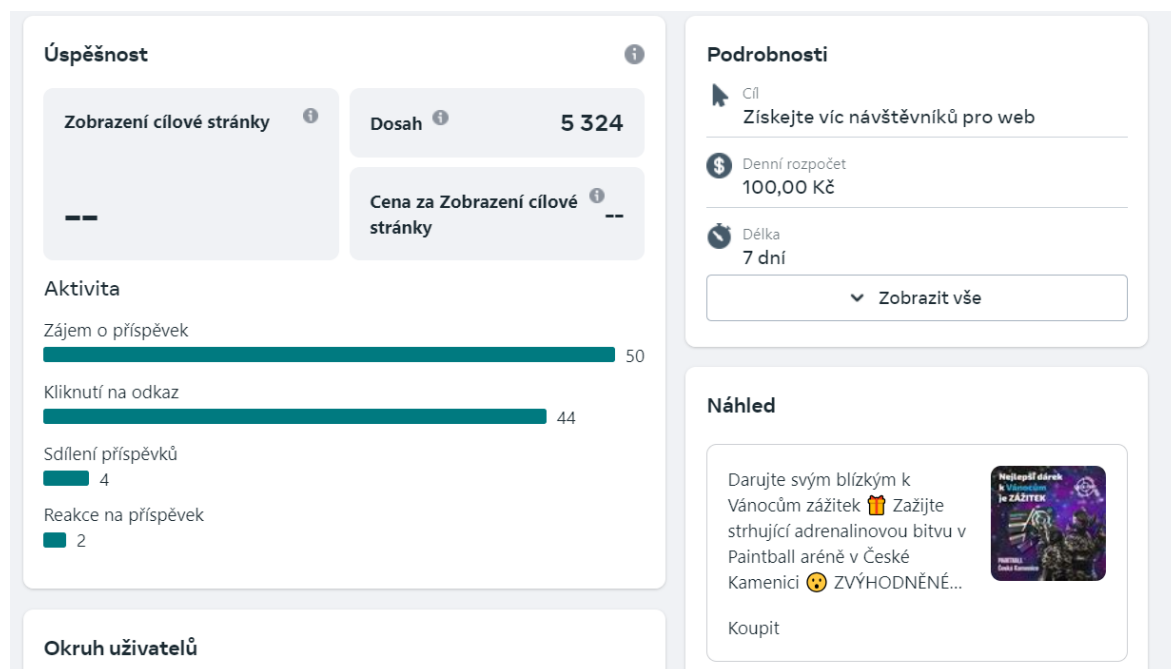 Úspěšnost
Zobrazení cílové stránky
--
Dosah
5 324
Cena za Zobrazení cílové
stránky
--
Aktivita
Zájem o příspěvek
50
Kliknutí na odkaz
44
Sdílení příspěvků
4
Reakce na příspěvek
2
Okruh uživatelů
Podrobnosti
Cíl
Získejte víc návštěvníků pro web
Denní rozpočet
100,00 Kč
Délka
7 dní
Zobrazit vše
Náhled
Darujte svým blízkým k
Vánocům zážitek 🎁 Zažijte
strhující adrenalinovou bitvu v
Paintball aréně v České
Kamenici 😮 ZVÝHODNĚNÉ...
Koupit
Nejlepší dárek
k Vánocům
je ZÁŽITEK
PAINTBALL
Česká Kamenice